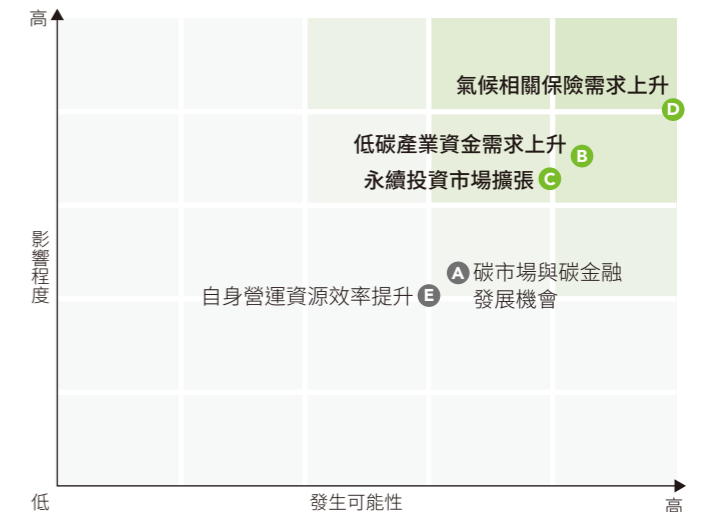 高
氣候相關保險需求上升
D
低碳產業資金需求上升 B
永續投資市場擴張 C
影響程度
A 碳市場與碳金融
發展機會
自身營運資源效率提升 E
低
發生可能性
高